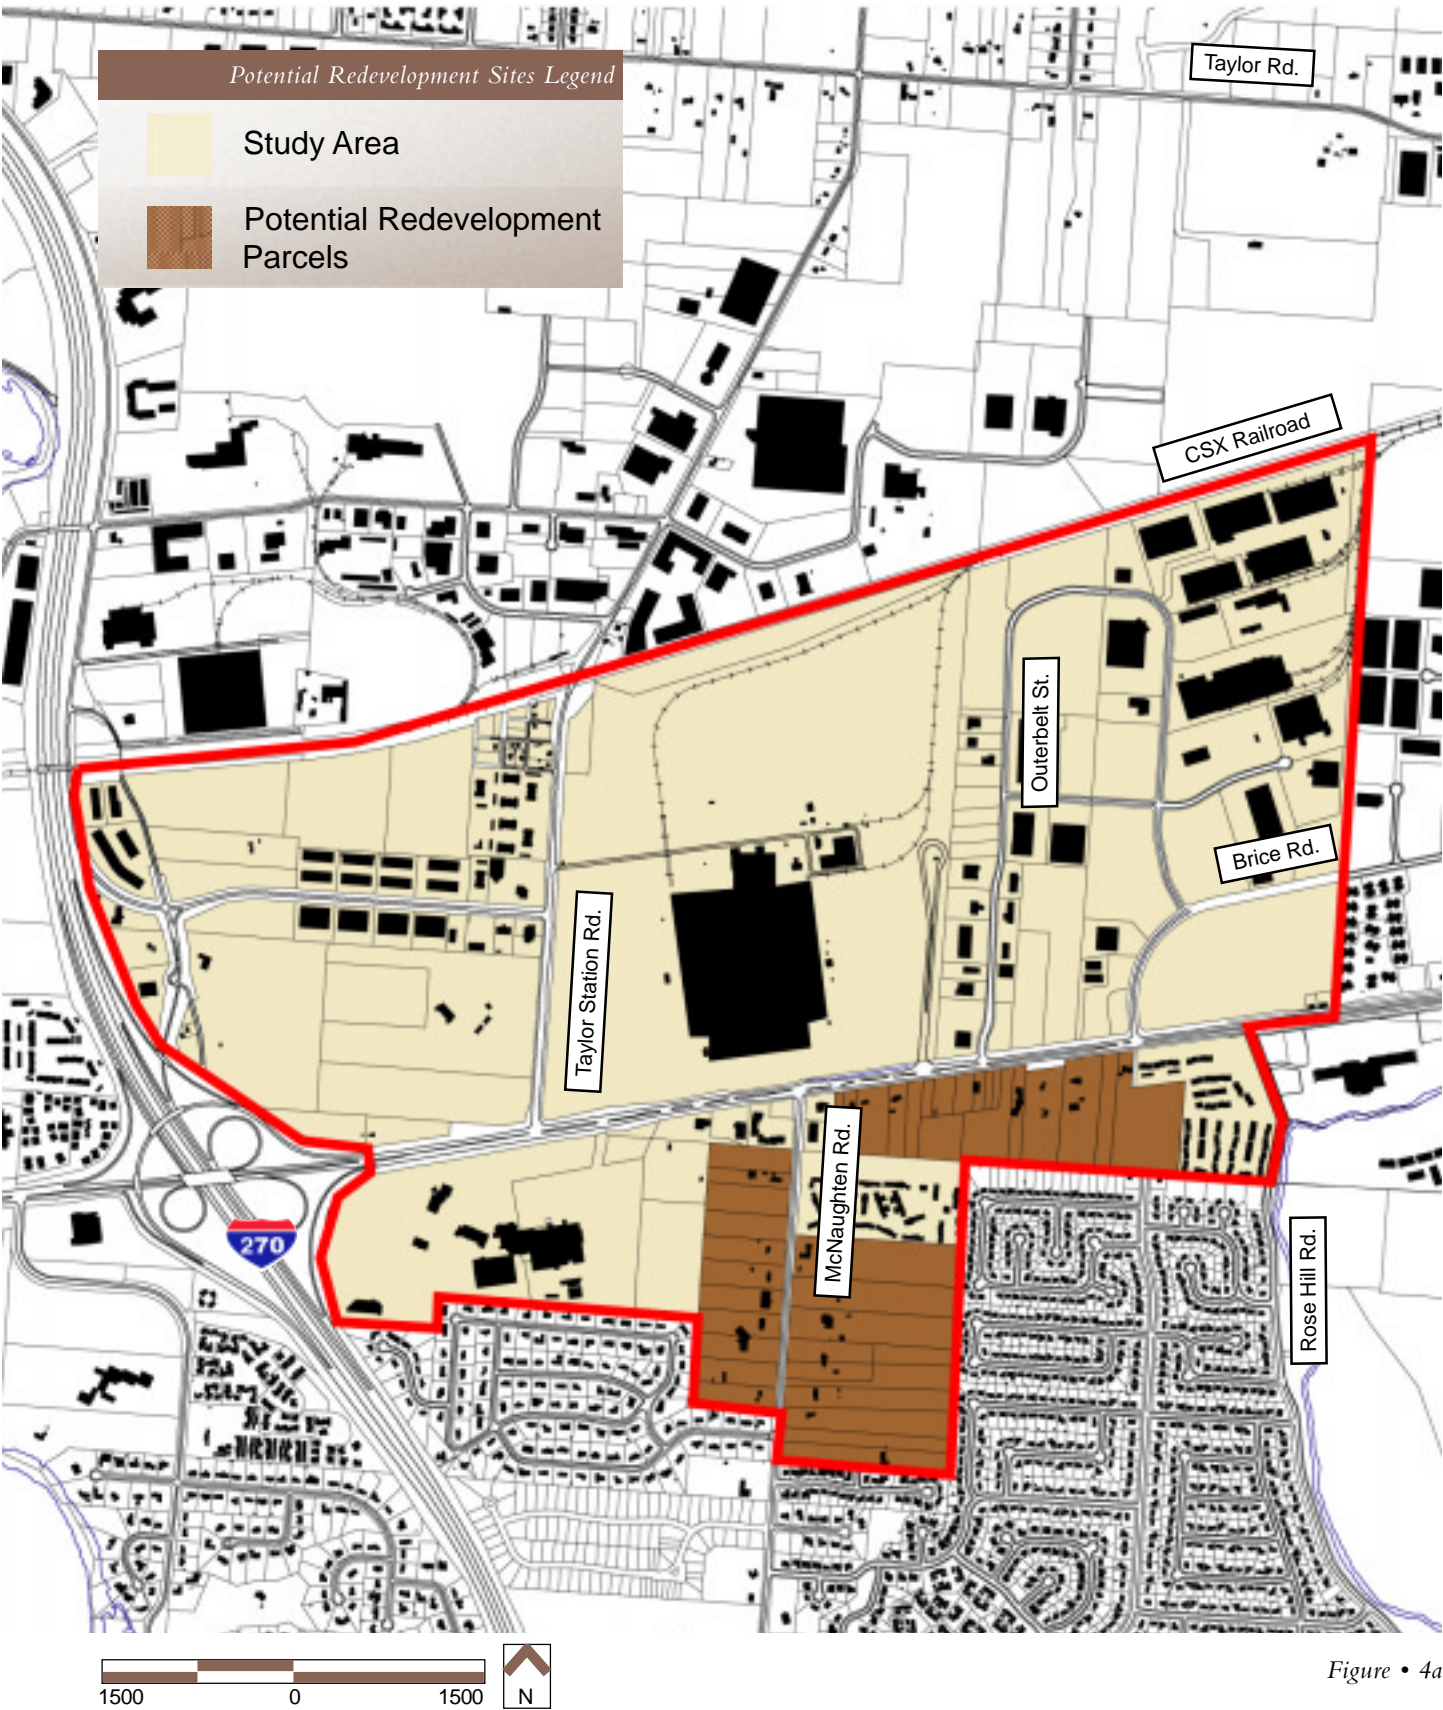 Taylor Rd.
Potential Redevelopment Sites Legend
Study Area
Potential Redevelopment
Parcels
CSX Railroad
Outerbelt St.
Brice Rd.
Taylor Station Rd.
McNaughten Rd.
Rose Hill Rd.
270
1500 0 1500
N
Figure • 4a